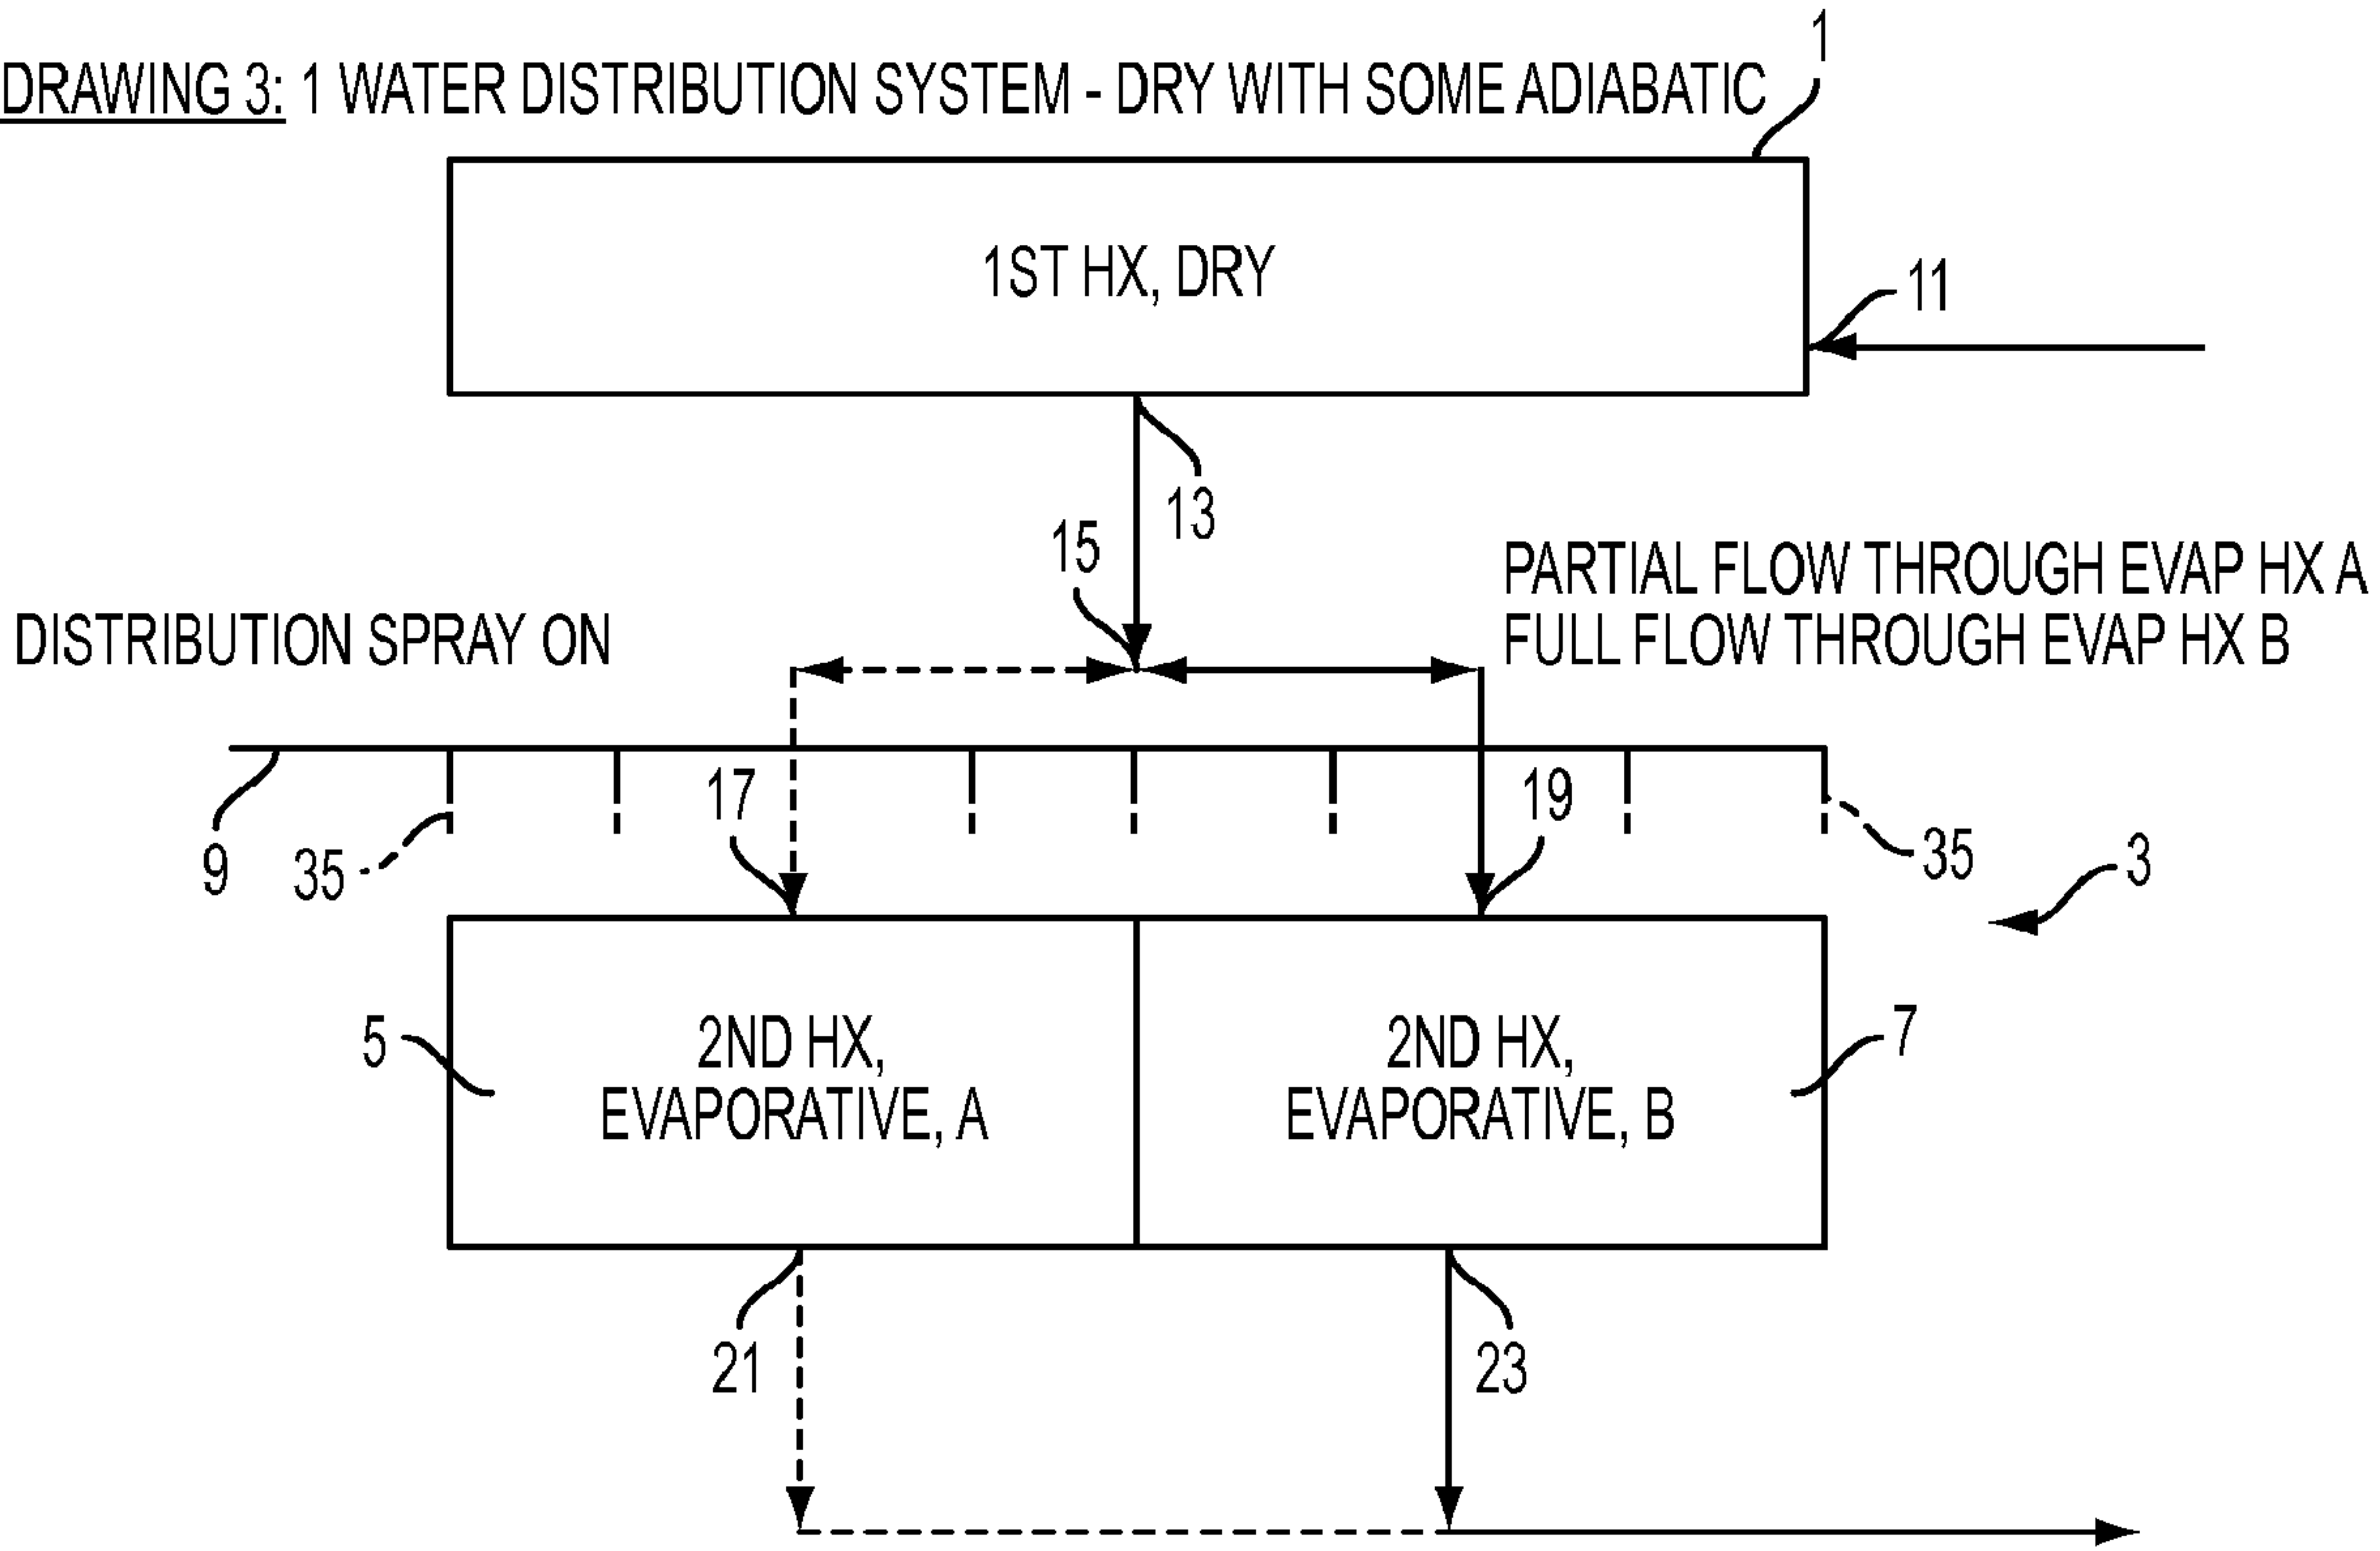 DRAWING 3: 1 WATER DISTRIBUTION SYSTEM - DRY WITH SOME ADIABATIC
1
1ST HX, DRY
11
13
15
PARTIAL FLOW THROUGH EVAP HX A
FULL FLOW THROUGH EVAP HX B
DISTRIBUTION SPRAY ON
17
19
9
35
35
3
5
2ND HX,
EVAPORATIVE, A
2ND HX,
EVAPORATIVE, B
7
21
23